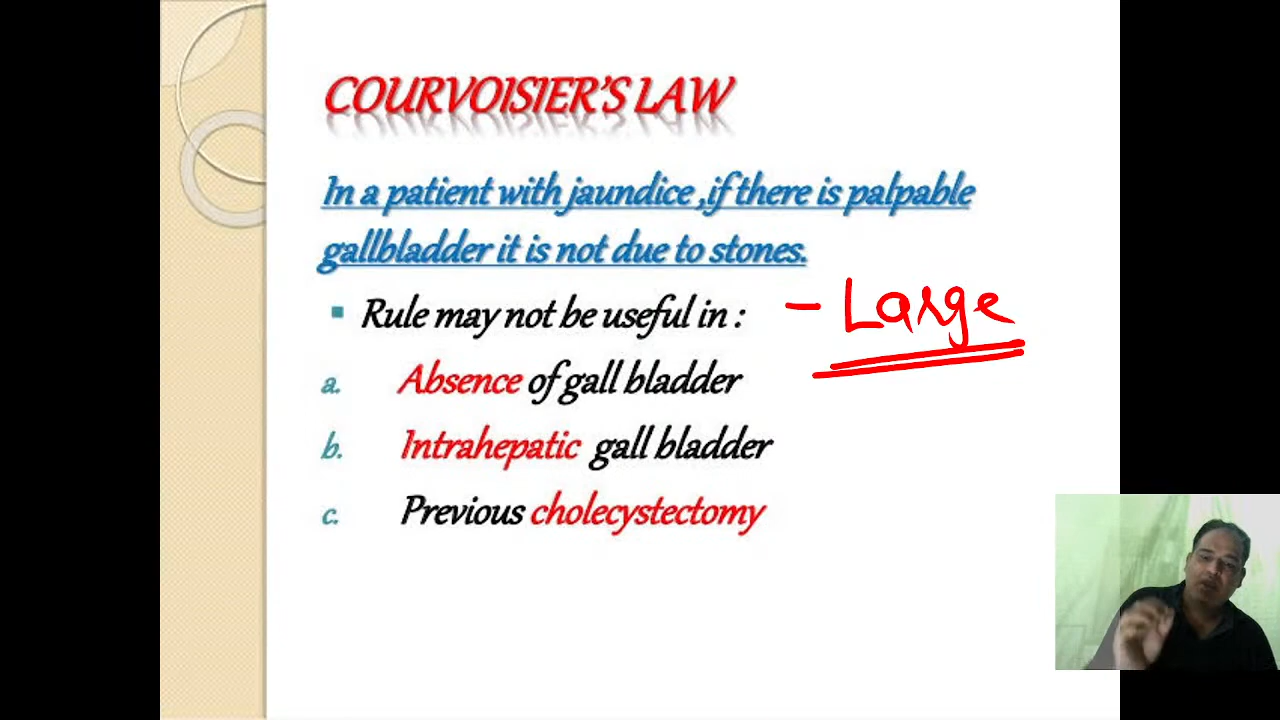 COURVOISIER'S LAW
In a patient with jaundice ,if there is palpable
gallbladder it is not due to stones.
Rule may not be useful in :
- Large
a. Absence of gall bladder
b. Intrahepatic gall bladder
c. Previous cholecystectomy